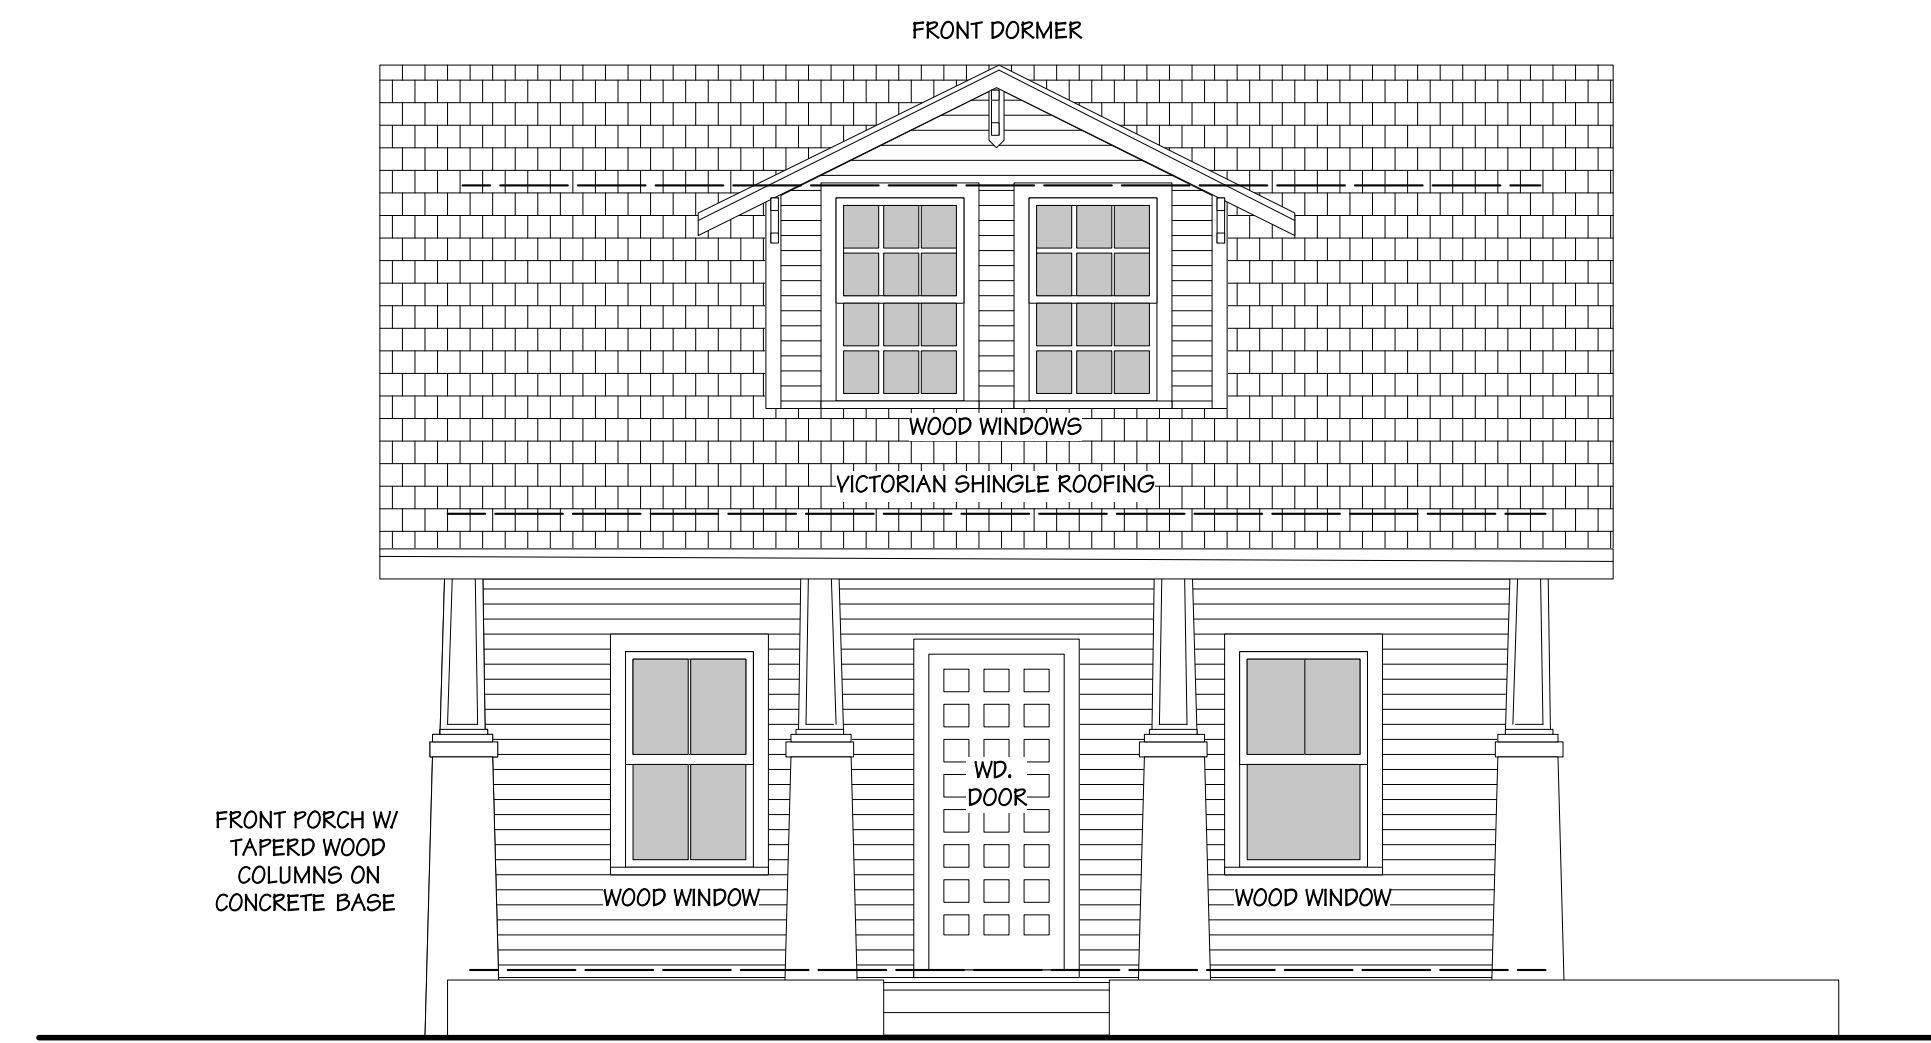 FRONT DORMER
WOOD WINDOWS
VICTORIAN SHINGLE ROOFING
WD.
DOOR
FRONT PORCH W/
TAPERD WOOD
COLUMNS ON
CONCRETE BASE
WOOD WINDOW
WOOD WINDOW